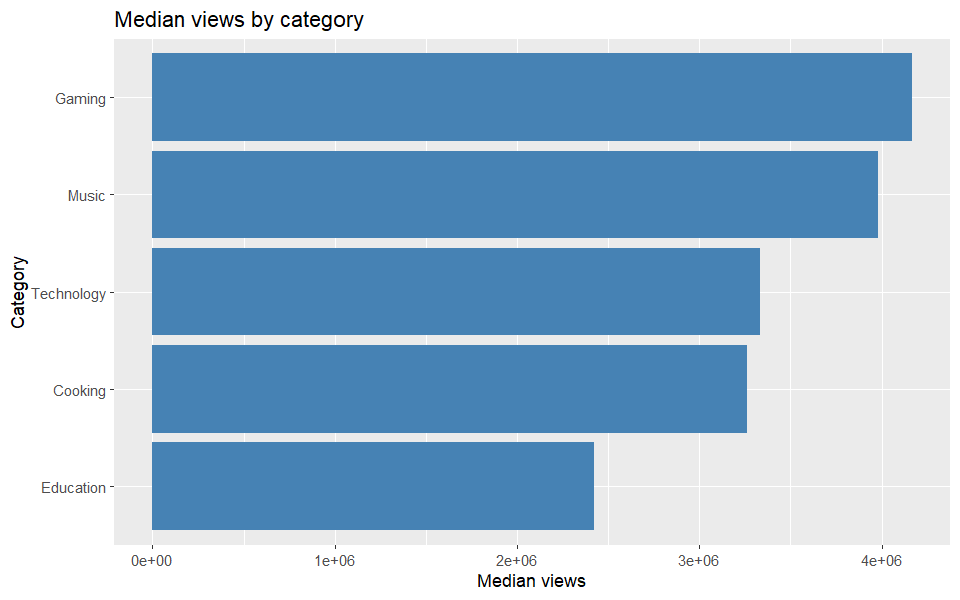 Median views by category
Category
Gaming
Music
Technology
Cooking
Education
0e+00 1e+06 2e+06 3e+06 4e+06
Median views